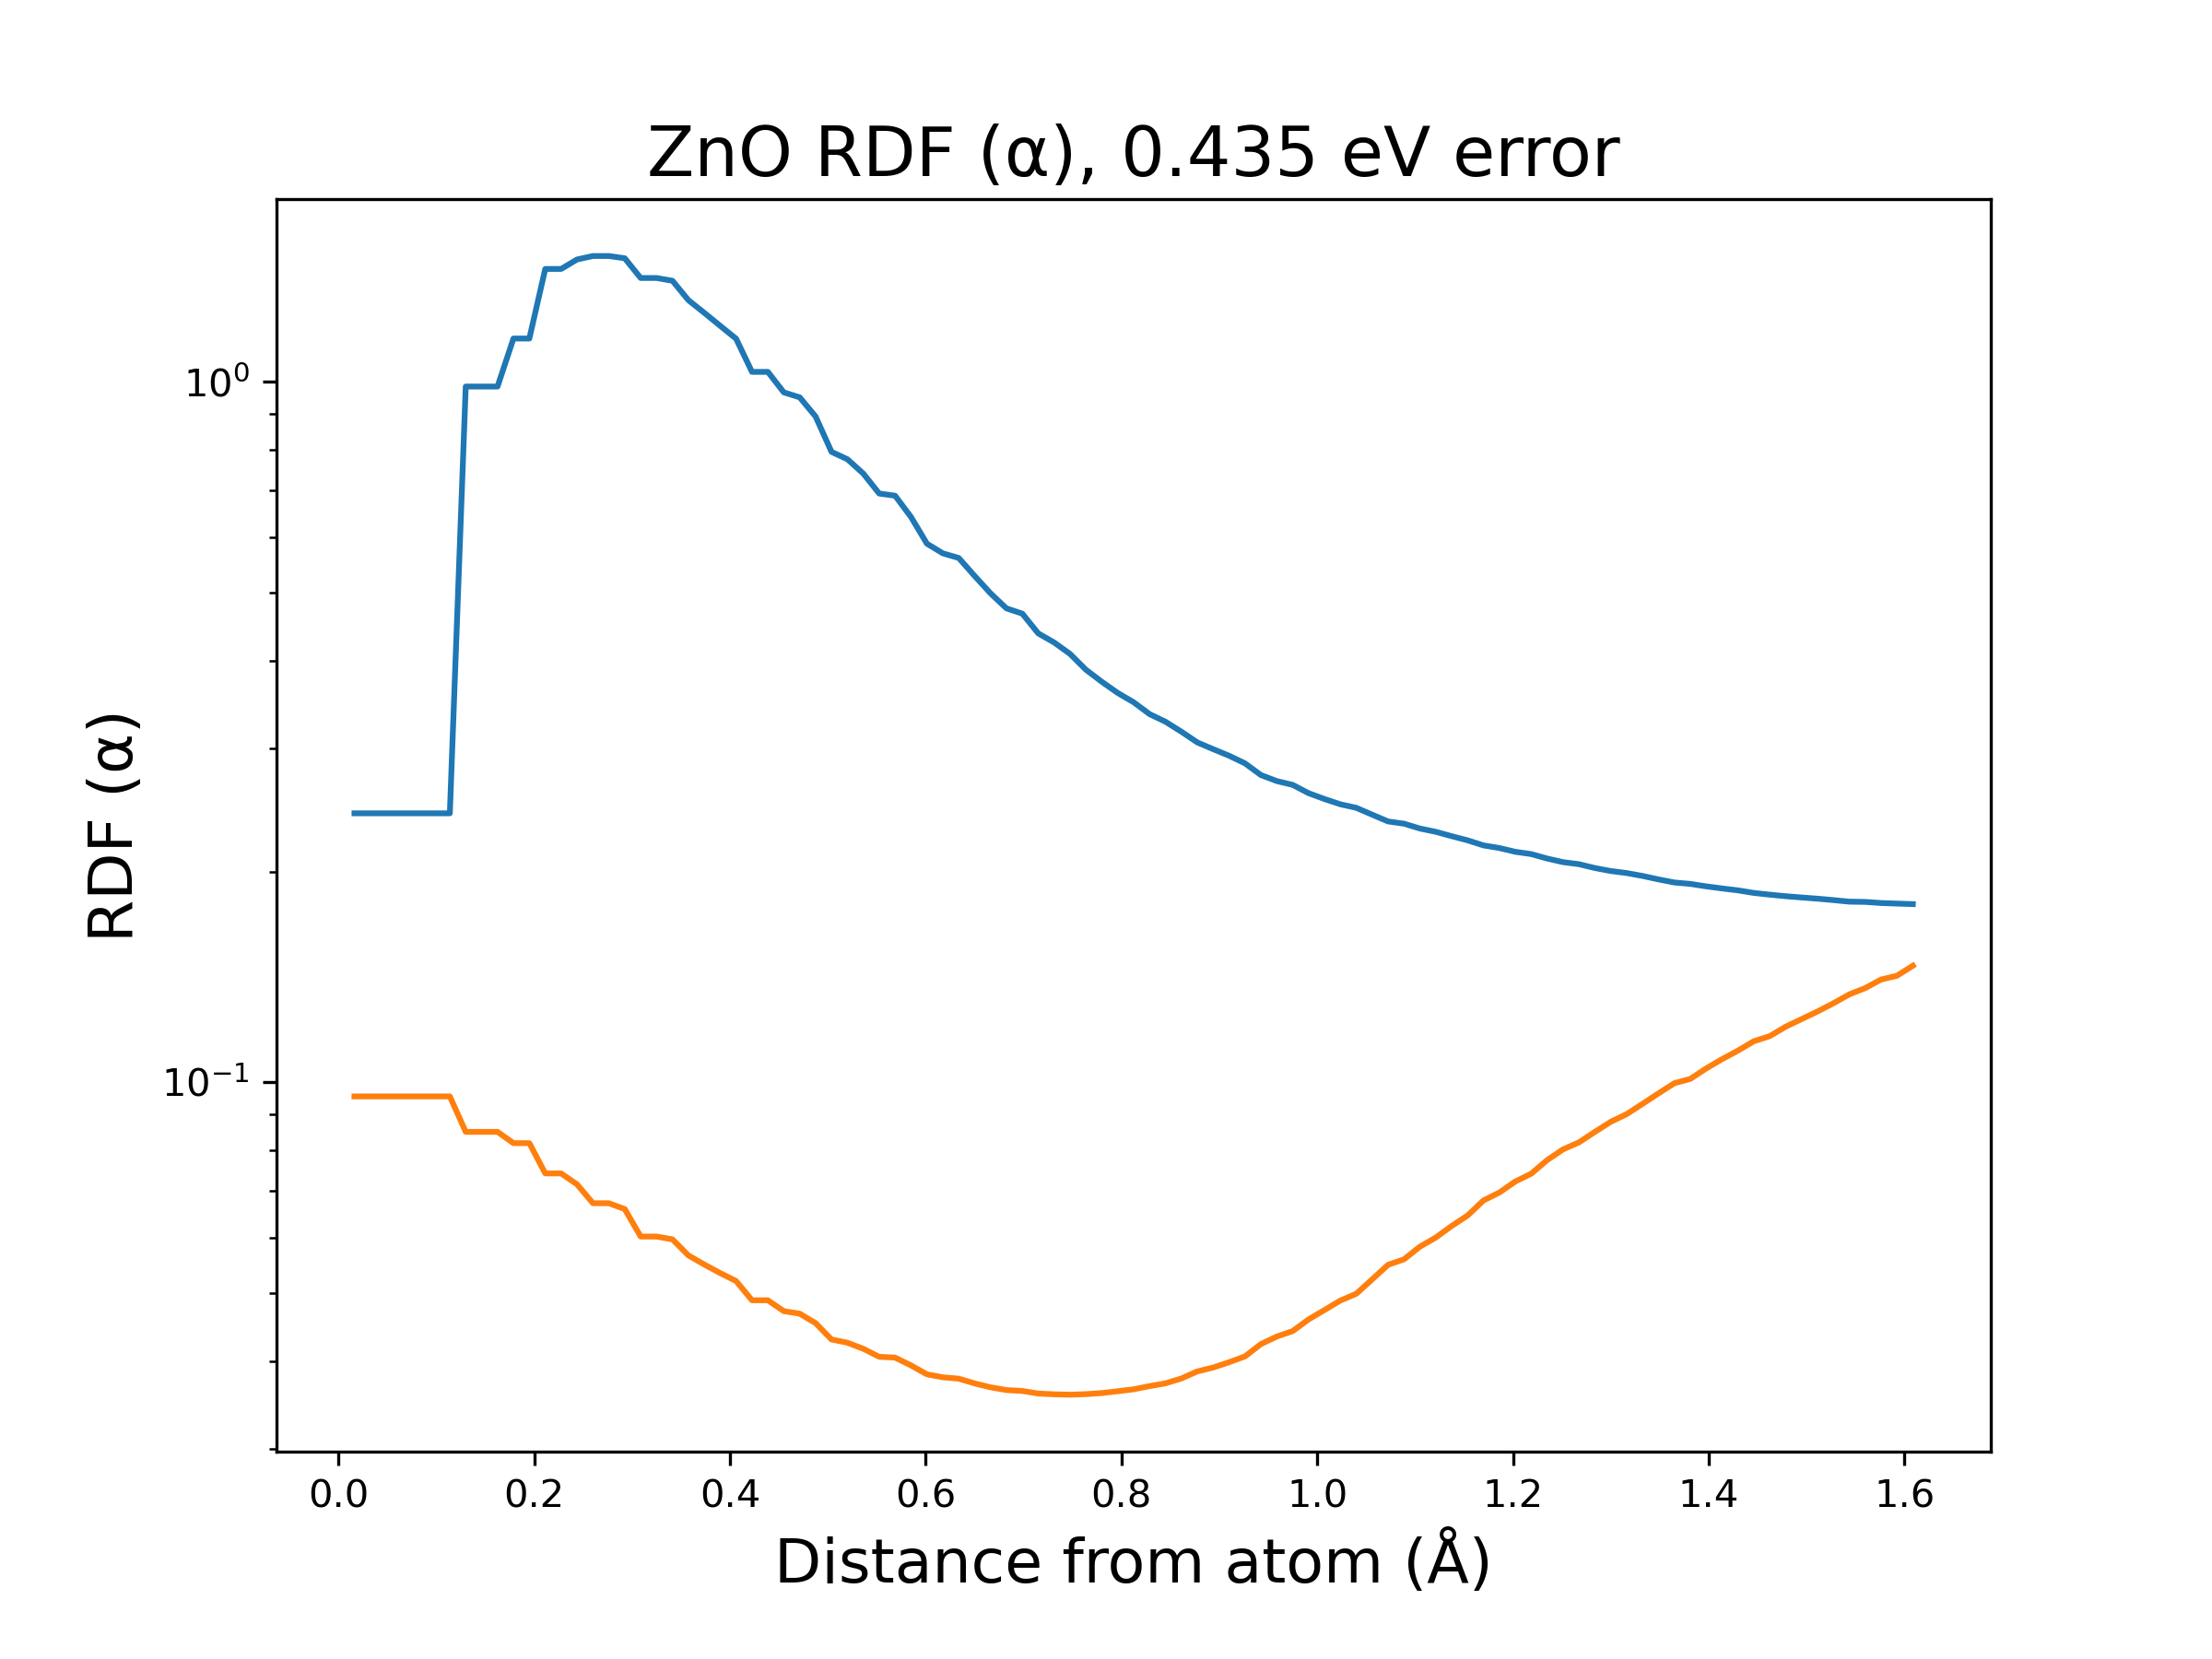 ZnO RDF (α), 0.435 eV error
RDF (α)
10⁰
10⁻¹
0.0 0.2 0.4 0.6 0.8 1.0 1.2 1.4 1.6
Distance from atom (Å)